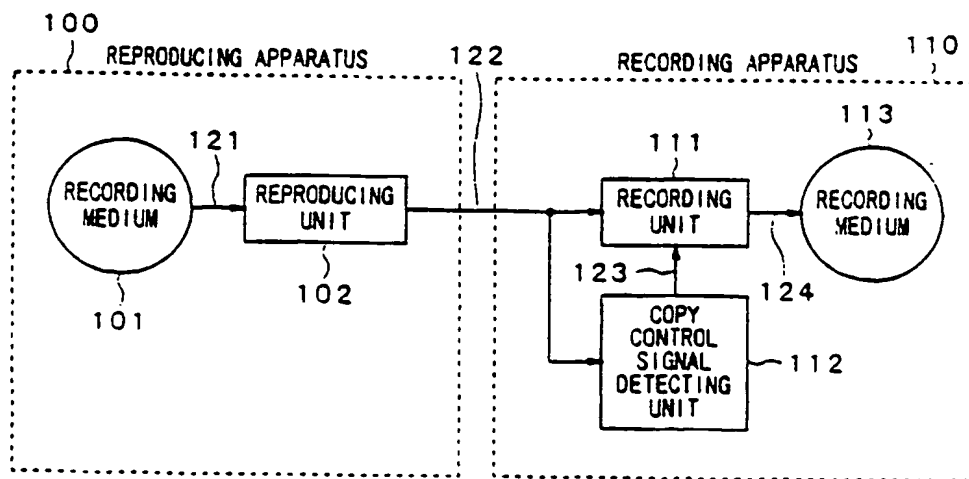 100
REPRODUCING APPARATUS
122
RECORDING APPARATUS
110
121
111
113
RECORDING
MEDIUM
REPRODUCING
UNIT
RECORDING
UNIT
RECORDING
MEDIUM
101
102
123
124
COPY
CONTROL
SIGNAL
DETECTING
UNIT
112